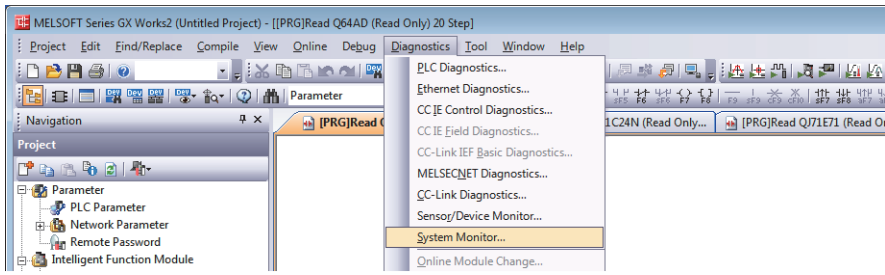 MELSOFT Series GX Works2 (Untitled Project) - [[PRG]Read Q64AD (Read Only) 20 Step]
Project Edit Find/Replace Compile View Online Debug Diagnostics Tool Window Help
Parameter
Navigation
[PRG]Read
1C24N (Read Only...
[PRG]Read QJ71E71 (Read On
Project
Parameter
PLC Parameter
Network Parameter
Remote Password
Intelligent Function Module
PLC Diagnostics...
Ethernet Diagnostics...
CC IE Control Diagnostics...
CC IE Field Diagnostics...
CC-Link IEF Basic Diagnostics...
MELSECNET Diagnostics...
CC-Link Diagnostics...
Sensor/Device Monitor...
System Monitor...
Online Module Change...